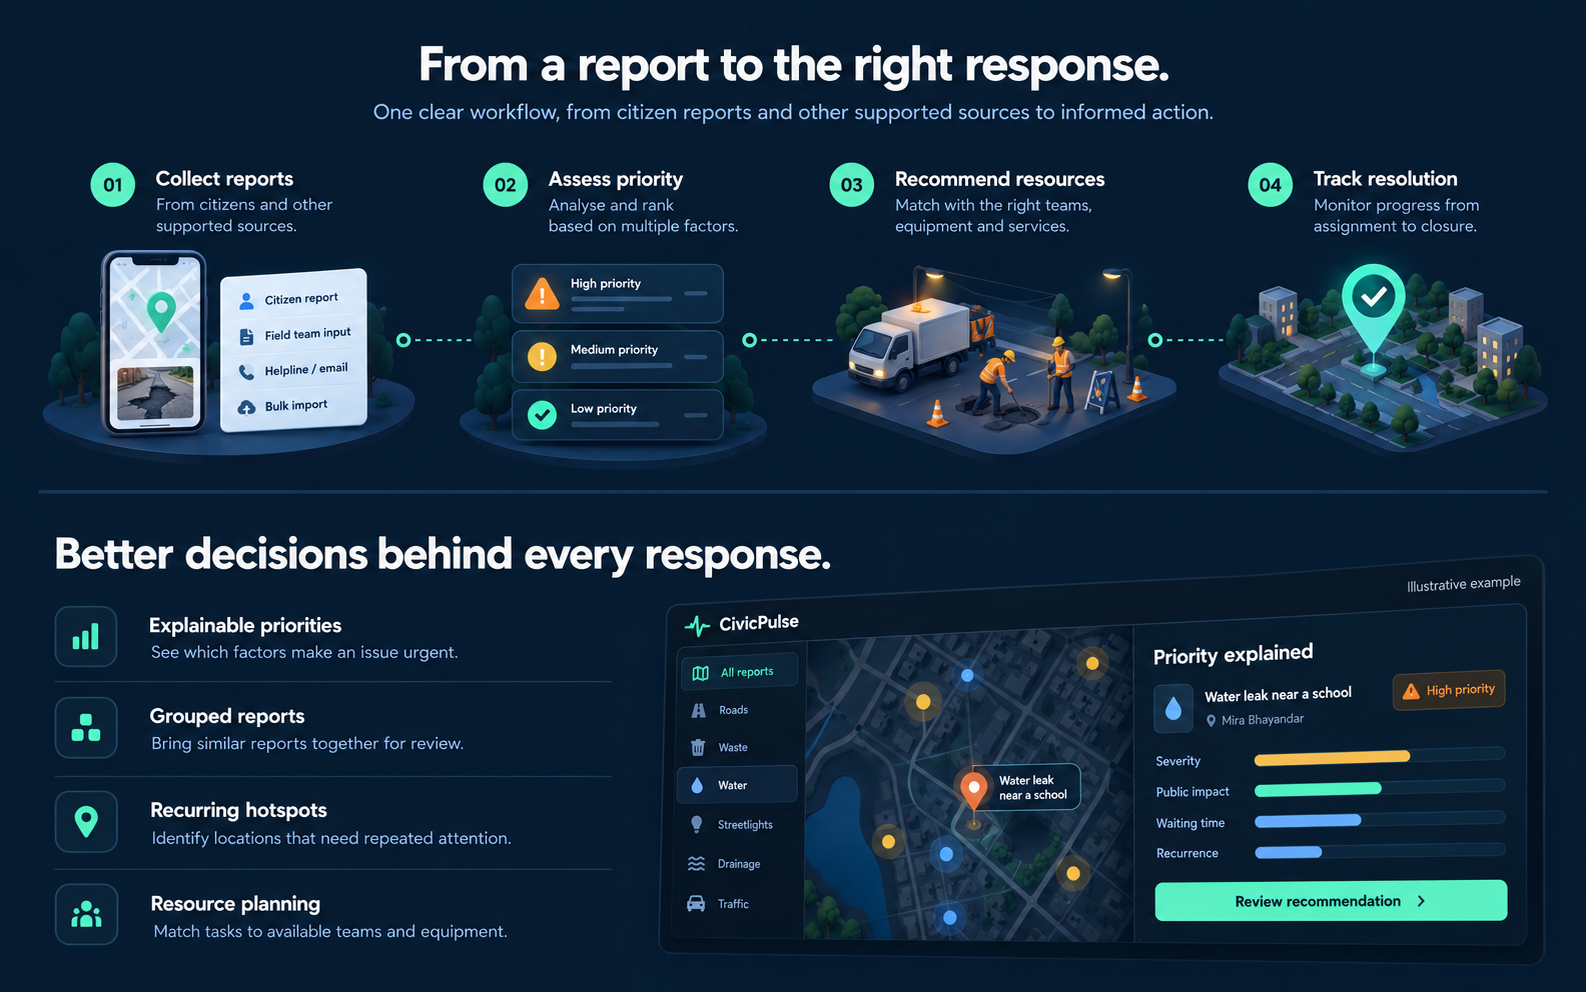 From a report to the right response.
One clear workflow, from citizen reports and other supported sources to informed action.
01
Collect reports
From citizens and other
supported sources.
02
Assess priority
Analyse and rank
based on multiple factors.
03
Recommend resources
Match with the right teams,
equipment and services.
04
Track resolution
Monitor progress from
assignment to closure.
Citizen report
Field team input
Helpline / email
Bulk import
High priority
Medium priority
Low priority
Better decisions behind every response.
Explainable priorities
See which factors make an issue urgent.
Grouped reports
Bring similar reports together for review.
Recurring hotspots
Identify locations that need repeated attention.
Resource planning
Match tasks to available teams and equipment.
Illustrative example
CivicPulse
All reports
Roads
Waste
Water
Streetlights
Drainage
Traffic
Water leak
near a school
Priority explained
Water leak near a school
Mira Bhayandar
High priority
Severity
Public impact
Waiting time
Recurrence
Review recommendation